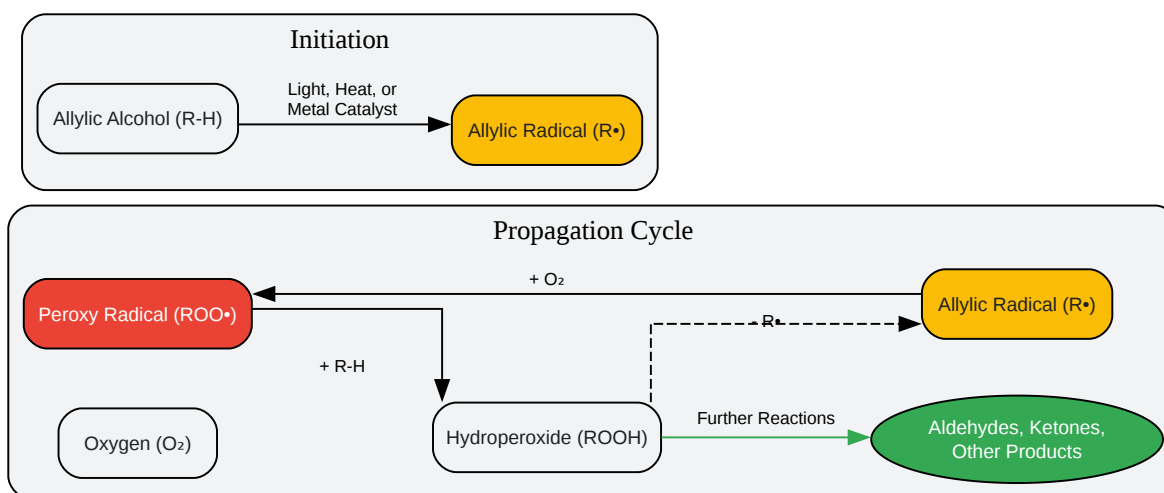 Initiation
Light, Heat, or
Metal Catalyst
Allylic Alcohol (R-H)
Allylic Radical (R•)
Propagation Cycle
+ O₂
Peroxy Radical (ROO•)
Allylic Radical (R•)
- R•
+ R-H
Oxygen (O₂)
Hydroperoxide (ROOH)
Further Reactions
Aldehydes, Ketones,
Other Products